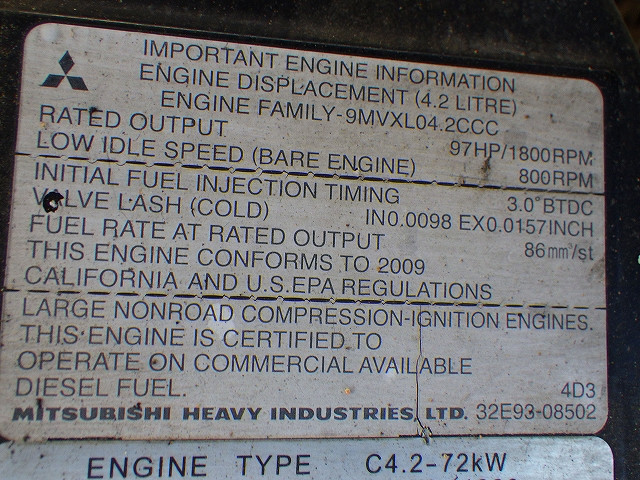 IMPORTANT ENGINE INFORMATION
ENGINE DISPLACEMENT (4.2 LITRE)
ENGINE FAMILY-9MVXL04.2CCC
RATED OUTPUT 97HP/1800RPM
LOW IDLE SPEED (BARE ENGINE) 800RPM
INITIAL FUEL INJECTION TIMING 3.0°BTDC
VALVE LASH (COLD) IN0.0098 EX0.0157INCH
FUEL RATE AT RATED OUTPUT 86mm³/st
THIS ENGINE CONFORMS TO 2009
CALIFORNIA AND U.S.EPA REGULATIONS
LARGE NONROAD COMPRESSION-IGNITION ENGINES.
THIS ENGINE IS CERTIFIED TO
OPERATE ON COMMERCIAL AVAILABLE
DIESEL FUEL. 4D3
MITSUBISHI HEAVY INDUSTRIES, LTD. 32E93-08502
ENGINE TYPE C4.2-72kW